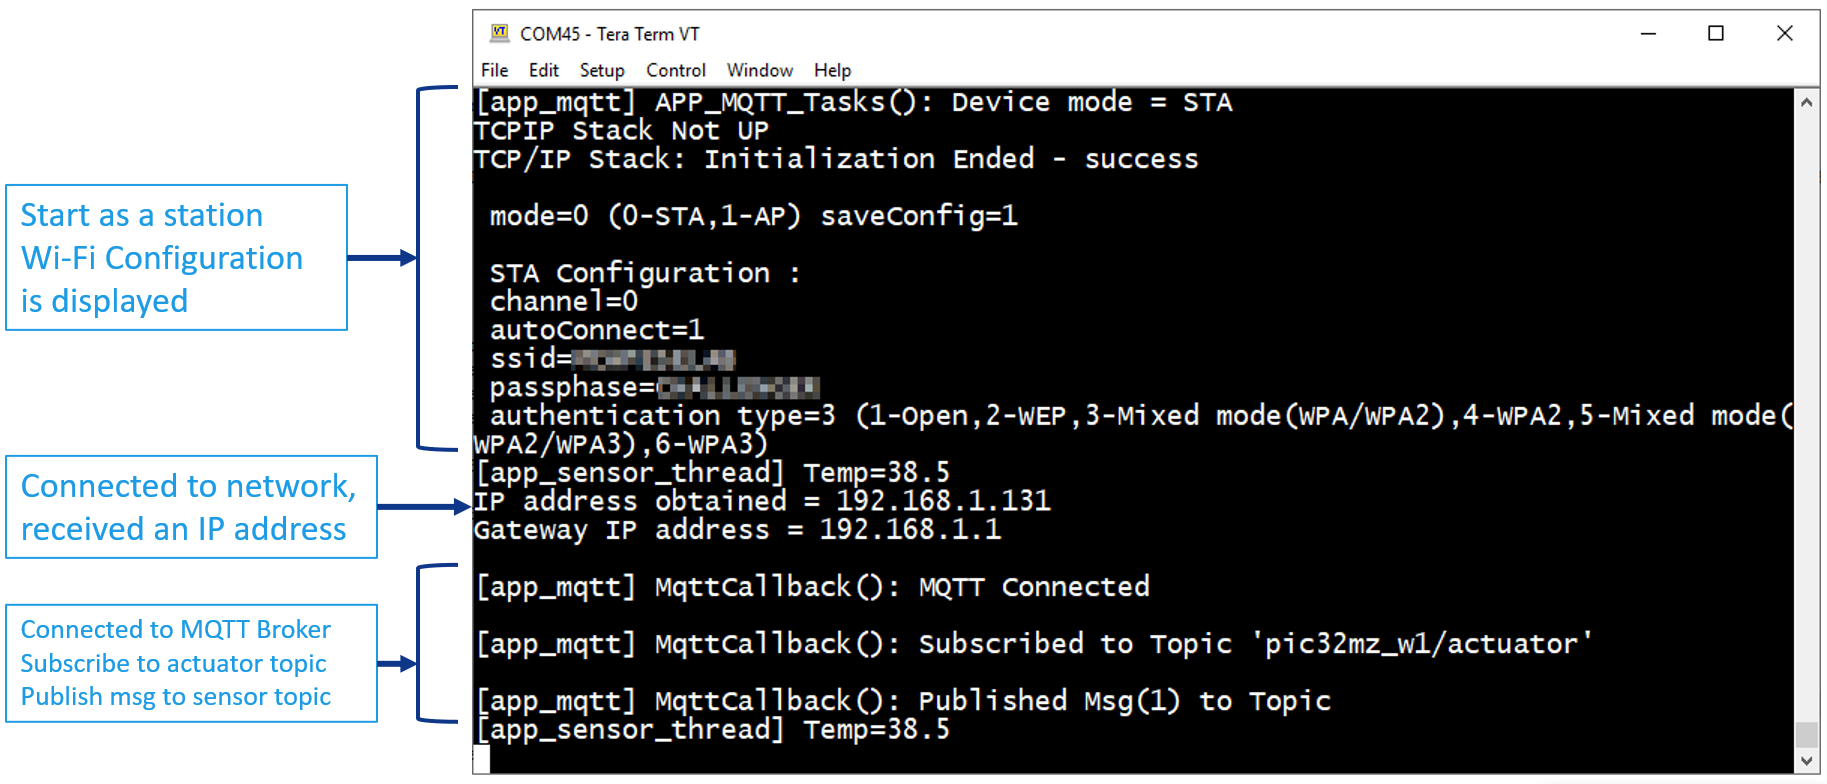 COM45 - Tera Term VT
File Edit Setup Control Window Help
[app_mqtt] APP_MQTT_Tasks(): Device mode = STA
TCPIP Stack Not UP
TCP/IP Stack: Initialization Ended - success
mode=0 (0-STA,1-AP) saveConfig=1
STA Configuration :
channel=0
autoConnect=1
ssid=
passphase=
authentication type=3 (1-Open,2-WEP,3-Mixed mode(WPA/WPA2),4-WPA2,5-Mixed mode(
WPA2/WPA3),6-WPA3)
[app_sensor_thread] Temp=38.5
IP address obtained = 192.168.1.131
Gateway IP address = 192.168.1.1
[app_mqtt] MqttCallback(): MQTT Connected
[app_mqtt] MqttCallback(): Subscribed to Topic 'pic32mz_w1/actuator'
[app_mqtt] MqttCallback(): Published Msg(1) to Topic
[app_sensor_thread] Temp=38.5
Start as a station
Wi-Fi Configuration
is displayed
Connected to network,
received an IP address
Connected to MQTT Broker
Subscribe to actuator topic
Publish msg to sensor topic